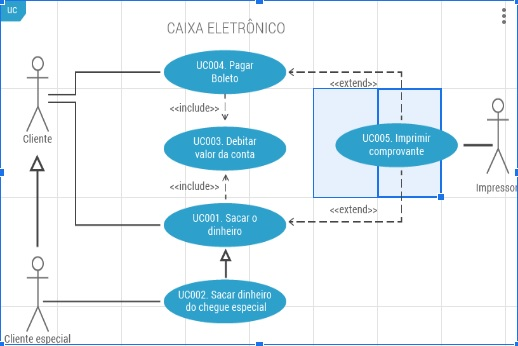 uc
CAIXA ELETRÔNICO
UC004. Pagar
Boleto
<<extend>>
<<include>>
Cliente
UC003. Debitar
valor da conta
UC005. Imprimir
comprovante
Impressor
<<include>>
UC001. Sacar o
dinheiro
<<extend>>
UC002. Sacar dinheiro
do chegue especial
Cliente especial